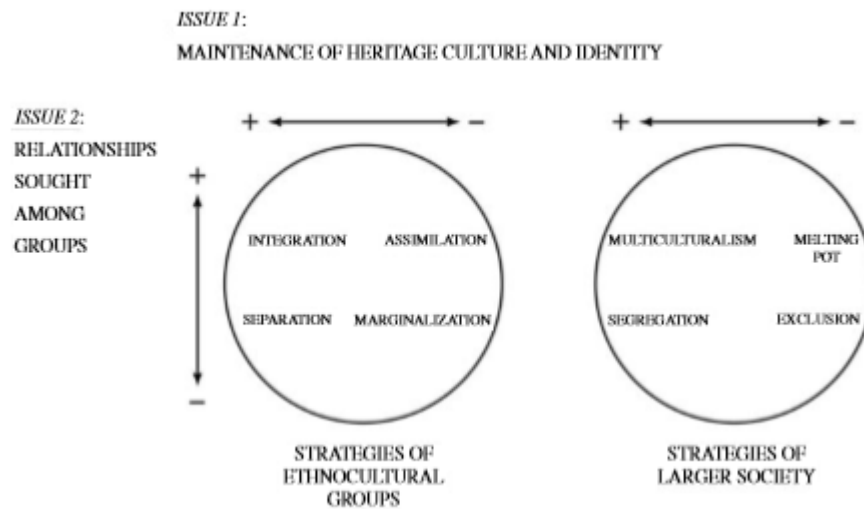 ISSUE 1:
MAINTENANCE OF HERITAGE CULTURE AND IDENTITY
ISSUE 2:
RELATIONSHIPS
SOUGHT
AMONG
GROUPS
+ −
+
−
INTEGRATION ASSIMILATION
SEPARATION MARGINALIZATION
STRATEGIES OF
ETHNOCULTURAL
GROUPS
+ −
MULTICULTURALISM MELTING
POT
SEGREGATION EXCLUSION
STRATEGIES OF
LARGER SOCIETY